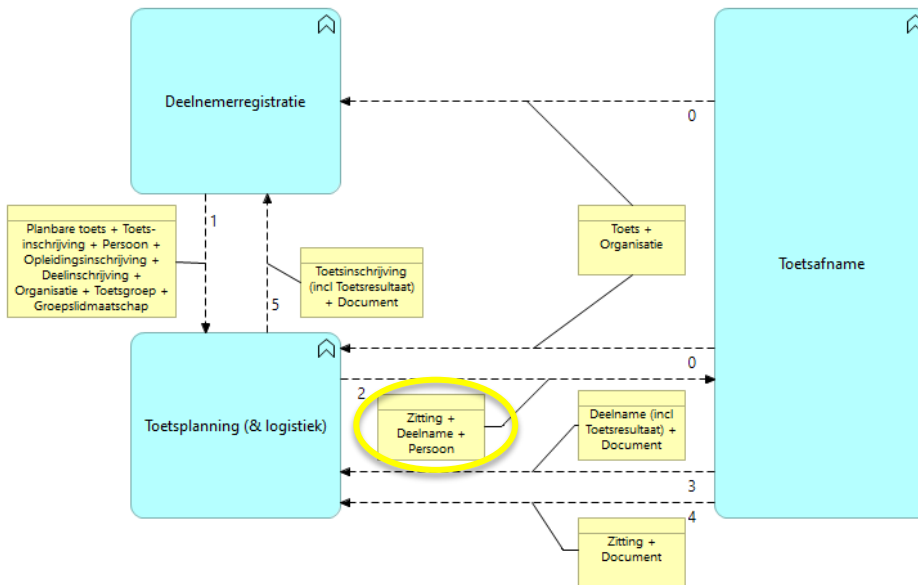 Deelnemerregistratie
0
1
Planbare toets + Toets-
inschrijving + Persoon +
Opleidingsinschrijving +
Deelinschrijving +
Organisatie + Toetsgroep +
Groepslidmaatschap
Toetsinschrijving
(incl Toetsresultaat)
+ Document
5
Toets +
Organisatie
Toetsafname
Toetsplanning (& logistiek)
0
2
Zitting +
Deelname +
Persoon
Deelname (incl
Toetsresultaat) +
Document
3
4
Zitting +
Document